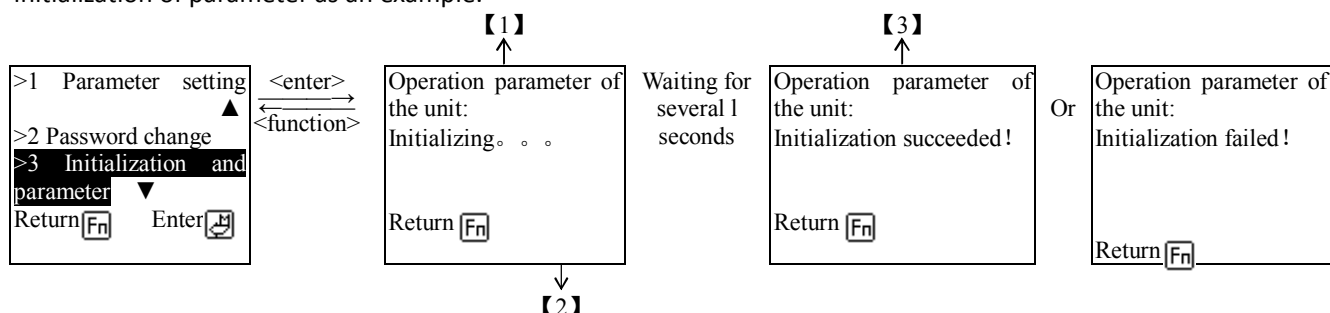 initialization of parameter as an example.
【1】
【3】
>1 Parameter setting
▲
>2 Password change
>3 Initialization and
parameter ▼
Return Fn Enter
<enter>
<function>
Operation parameter of
the unit:
Initializing。。。
Return Fn
【2】
Waiting for
several l
seconds
Operation parameter of
the unit:
Initialization succeeded!
Return Fn
Or
Operation parameter of
the unit:
Initialization failed!
Return Fn